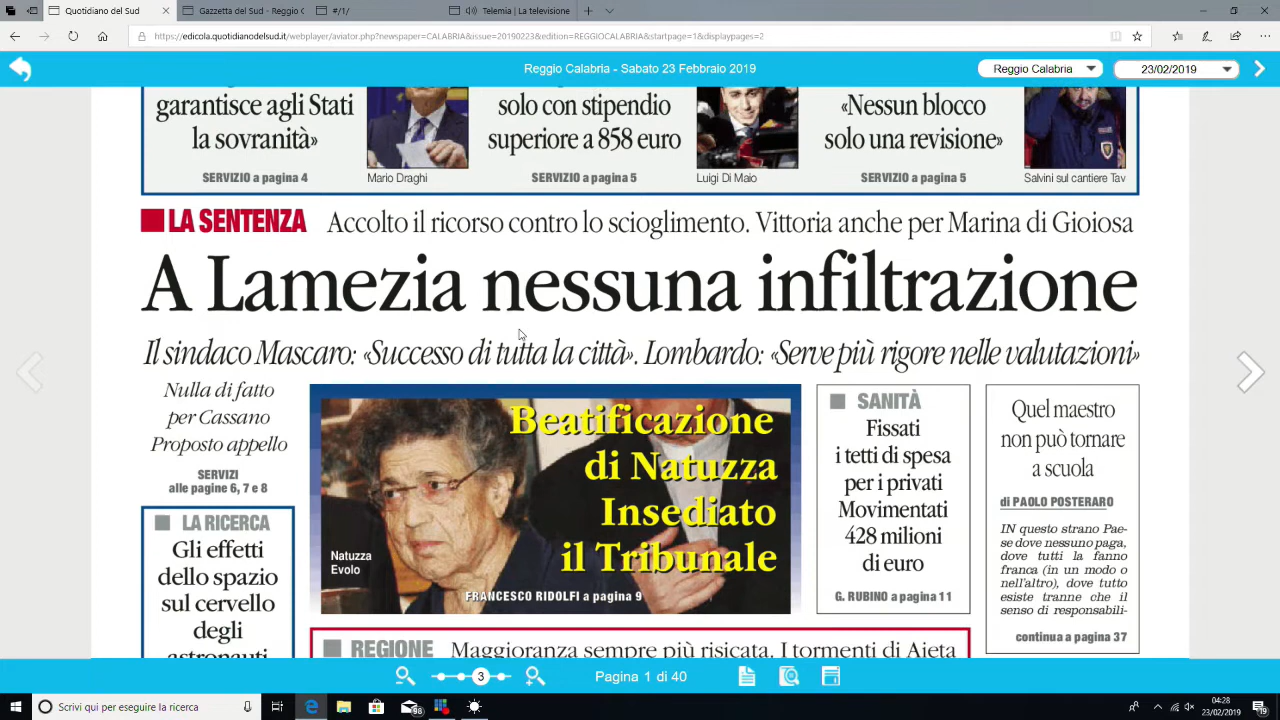 Quotidiano del Sud
Gazzetta del Sud - Pagina C
#1/
Servizi - Telemia
Telemia | La televisione
https://edicola.quotidianodelsud.it/webplayer/aviator.php?newspaper=CALABRIA&issue=20190223&edition=REGGIOCALABRIA&startpage=1&displaypages=2
Reggio Calabria - Sabato 23 Febbraio 2019
Reggio Calabria
23/02/2019
garantisce agli Stati
la sovranità»
SERVIZIO a pagina 4
Mario Draghi
solo con stipendio
superiore a 858 euro
SERVIZIO a pagina 5
Luigi Di Maio
«Nessun blocco
solo una revisione»
SERVIZIO a pagina 5
Salvini sul cantiere Tav
LA SENTENZA Accolto il ricorso contro lo scioglimento. Vittoria anche per Marina di Gioiosa
A Lamezia nessuna infiltrazione
Il sindaco Mascaro: «Successo di tutta la città». Lombardo: «Serve più rigore nelle valutazioni»
Nulla di fatto
per Cassano
Proposto appello
SERVIZI
alle pagine 6, 7 e 8
LA RICERCA
Gli effetti
dello spazio
sul cervello
degli
astronauti
Beatificazione
di Natuzza
Insediato
il Tribunale
Natuzza
Evolo
FRANCESCO RIDOLFI a pagina 9
SANITÀ
Fissati
i tetti di spesa
per i privati
Movimentati
428 milioni
di euro
G. RUBINO a pagina 11
Quel maestro
non può tornare
a scuola
di PAOLO POSTERARO
IN questo strano Pae-
se dove nessuno paga,
dove tutti la fanno
franca (in un modo o
nell'altro), dove tutto
esiste tranne che il
senso di responsabili-
continua a pagina 37
REGIONE Maggioranza sempre più risicata. I tormenti di Aieta
3
Pagina 1 di 40
Scrivi qui per eseguire la ricerca
98
04:28
23/02/2019
19